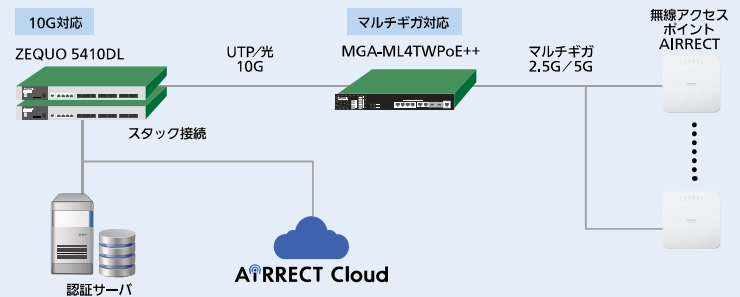 10G対応
ZEQUO 5410DL
スタック接続
UTP/光
10G
マルチギガ対応
MGA-ML4TWPoE++
マルチギガ
2.5G/5G
無線アクセス
ポイント
AIRRECT
認証サーバ
AIRRECT Cloud